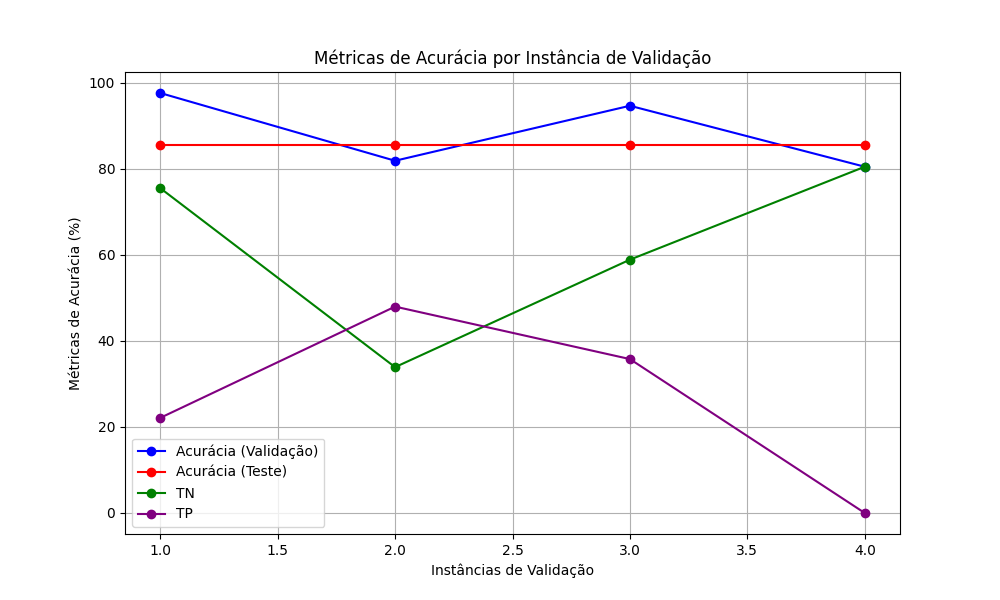 Métricas de Acurácia por Instância de Validação
Métricas de Acurácia (%)
100
80
60
40
20
0
Acurácia (Validação)
Acurácia (Teste)
TN
TP
1.0 1.5 2.0 2.5 3.0 3.5 4.0
Instâncias de Validação